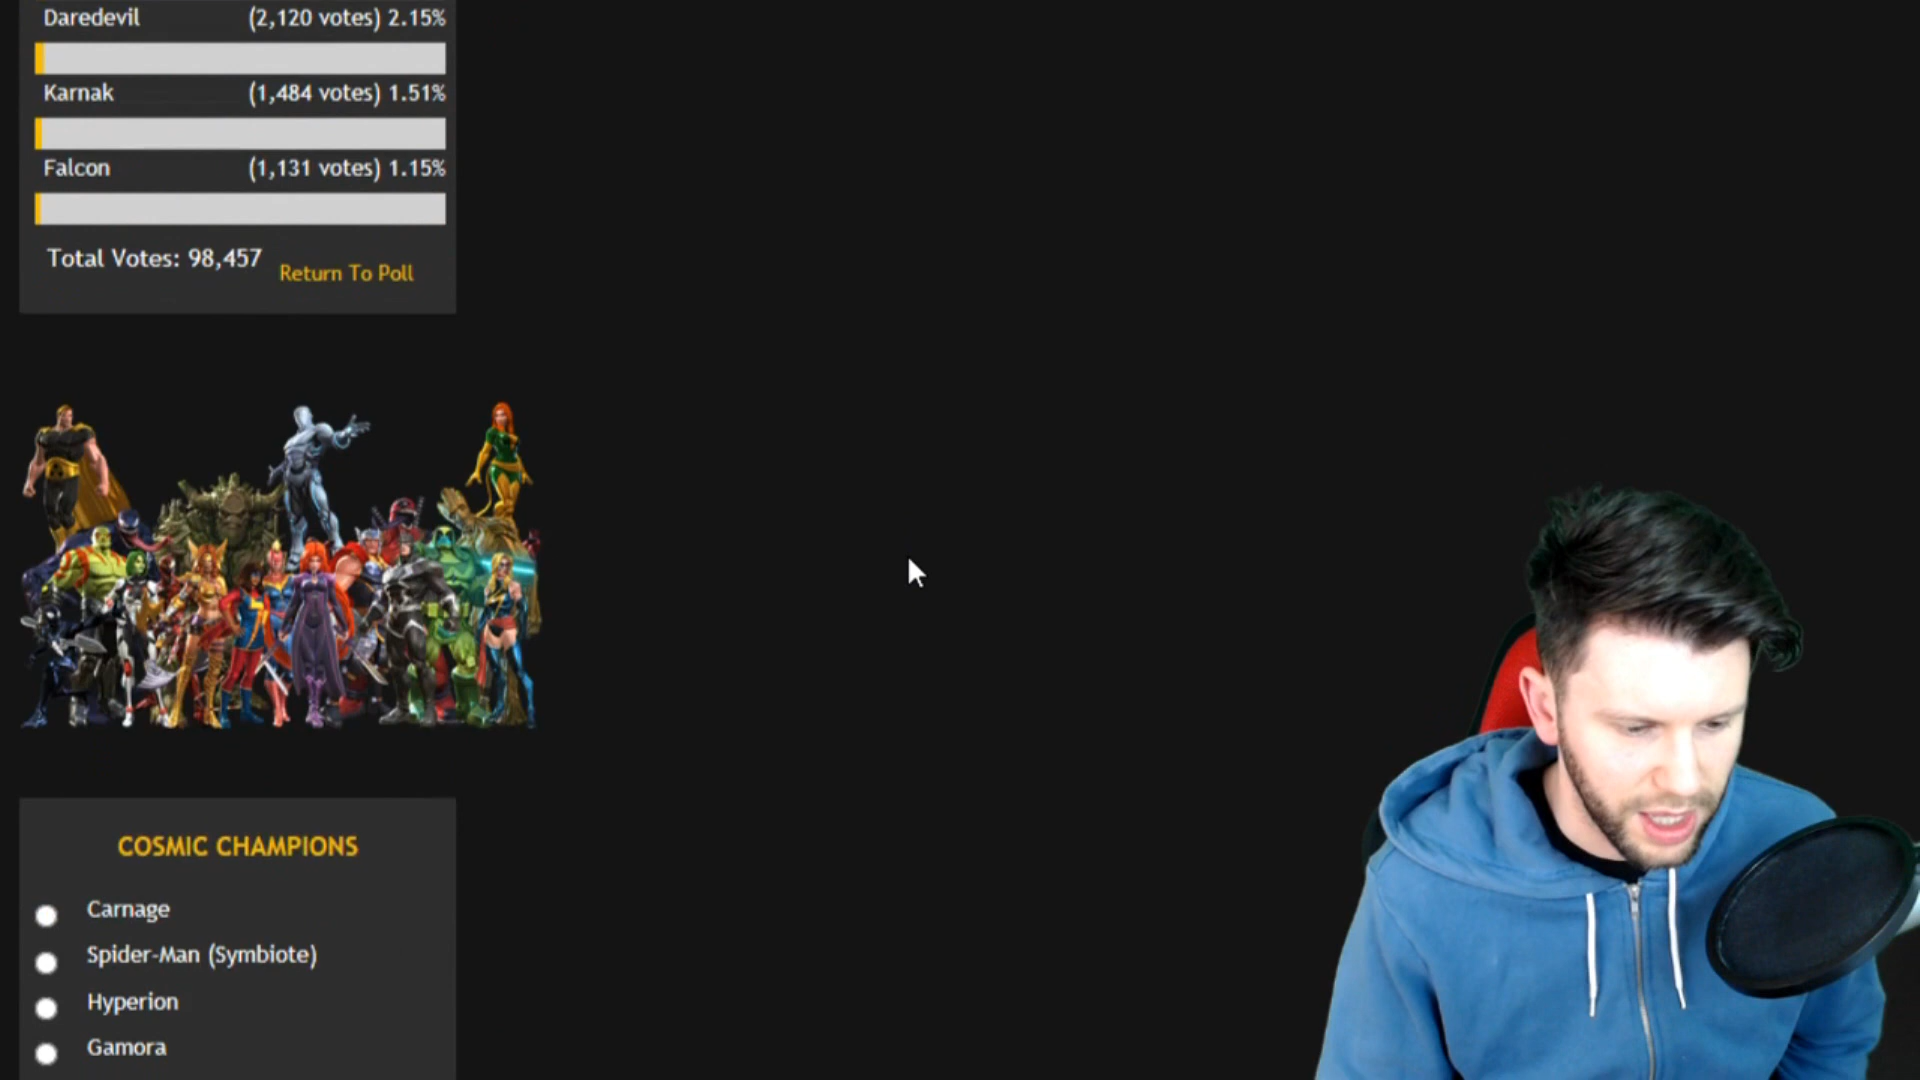 Daredevil (2,120 votes) 2.15%
Karnak (1,484 votes) 1.51%
Falcon (1,131 votes) 1.15%
Total Votes: 98,457
Return To Poll
COSMIC CHAMPIONS
Carnage
Spider-Man (Symbiote)
Hyperion
Gamora